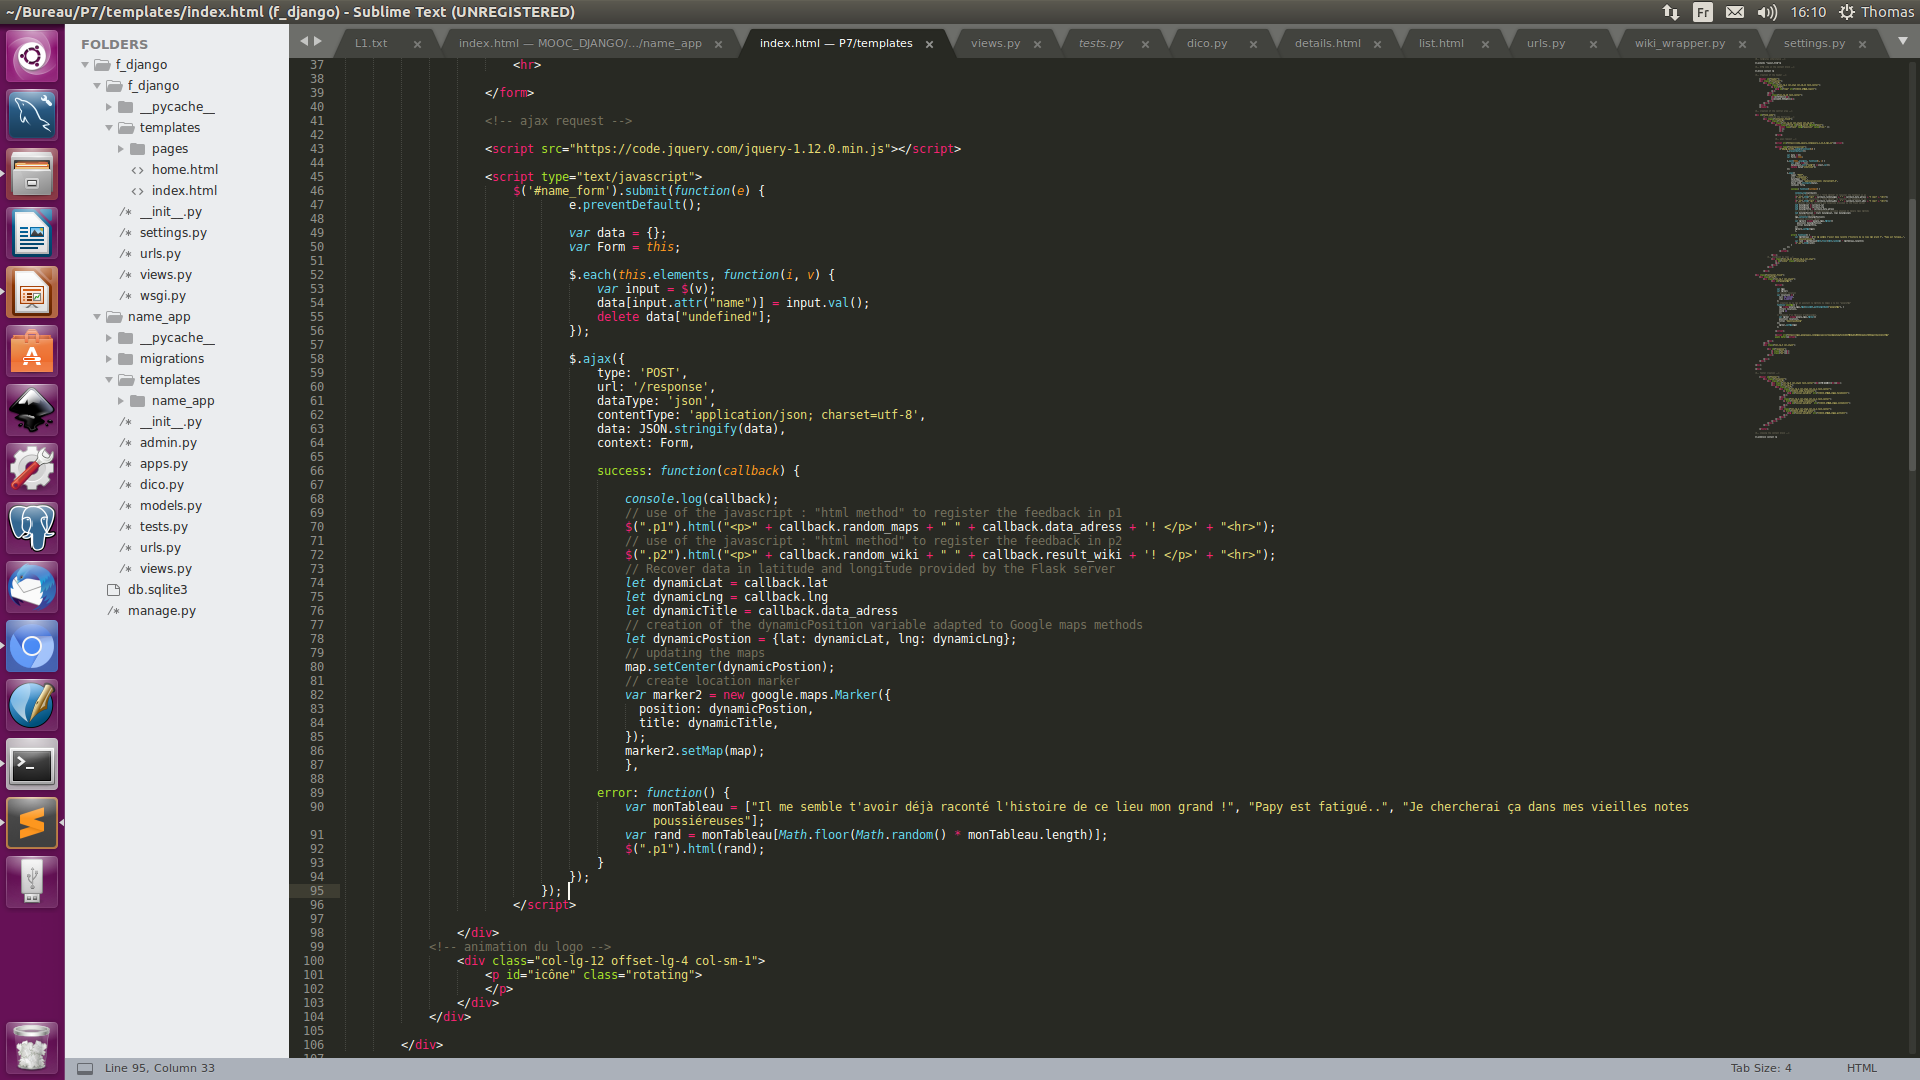 ~/Bureau/P7/templates/index.html (f_django) - Sublime Text (UNREGISTERED)
Fr 16:10 Thomas
FOLDERS
f_django
f_django
__pycache__
templates
pages
home.html
index.html
__init__.py
settings.py
urls.py
views.py
wsgi.py
name_app
__pycache__
migrations
templates
name_app
__init__.py
admin.py
apps.py
dico.py
models.py
tests.py
urls.py
views.py
db.sqlite3
manage.py
L1.txt
index.html — MOOC_DJANGO/.../name_app
index.html — P7/templates
views.py
tests.py
dico.py
details.html
list.html
urls.py
wiki_wrapper.py
settings.py
37 <hr>
38
39 </form>
40
41 <!-- ajax request -->
42
43 <script src="https://code.jquery.com/jquery-1.12.0.min.js"></script>
44
45 <script type="text/javascript">
46 $('#name_form').submit(function(e) {
47 e.preventDefault();
48
49 var data = {};
50 var Form = this;
51
52 $.each(this.elements, function(i, v) {
53 var input = $(v);
54 data[input.attr("name")] = input.val();
55 delete data["undefined"];
56 });
57
58 $.ajax({
59 type: 'POST',
60 url: '/response',
61 dataType: 'json',
62 contentType: 'application/json; charset=utf-8',
63 data: JSON.stringify(data),
64 context: Form,
65
66 success: function(callback) {
67
68 console.log(callback);
69 // use of the javascript : "html method" to register the feedback in p1
70 $(".p1").html("<p>" + callback.random_maps + " " + callback.data_adress + '! </p>' + "<hr>");
71 // use of the javascript : "html method" to register the feedback in p2
72 $(".p2").html("<p>" + callback.random_wiki + " " + callback.result_wiki + '! </p>' + "<hr>");
73 // Recover data in latitude and longitude provided by the Flask server
74 let dynamicLat = callback.lat
75 let dynamicLng = callback.lng
76 let dynamicTitle = callback.data_adress
77 // creation of the dynamicPosition variable adapted to Google maps methods
78 let dynamicPostion = {lat: dynamicLat, lng: dynamicLng};
79 // updating the maps
80 map.setCenter(dynamicPostion);
81 // create location marker
82 var marker2 = new google.maps.Marker({
83 position: dynamicPostion,
84 title: dynamicTitle,
85 });
86 marker2.setMap(map);
87 },
88
89 error: function() {
90 var monTableau = ["Il me semble t'avoir déjà raconté l'histoire de ce lieu mon grand !", "Papy est fatigué..", "Je chercherai ça dans mes vieilles notes
poussiéreuses"];
91 var rand = monTableau[Math.floor(Math.random() * monTableau.length)];
92 $(".p1").html(rand);
93 }
94 });
95 });
96 </script>
97
98 </div>
99 <!-- animation du logo -->
100 <div class="col-lg-12 offset-lg-4 col-sm-1">
101 <p id="icône" class="rotating">
102 </p>
103 </div>
104 </div>
105
106 </div>
107
Line 95, Column 33
Tab Size: 4
HTML